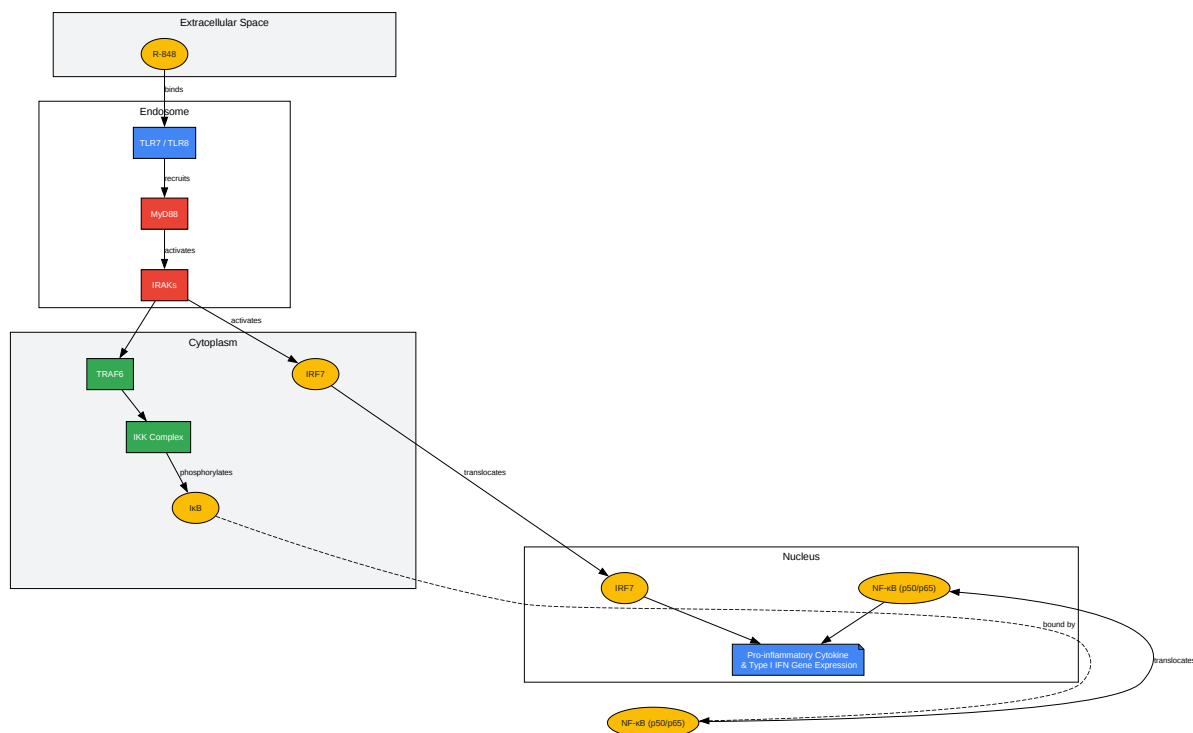 Extracellular Space
R-848
binds
Endosome
TLR7 / TLR8
recruits
MyD88
activates
IRAKs
activates
Cytoplasm
TRAF6
IRF7
IKK Complex
phosphorylates
translocates
IκB
Nucleus
IRF7
NF-κB (p50/p65)
bound by
Pro-inflammatory Cytokine
& Type I IFN Gene Expression
translocates
NF-κB (p50/p65)